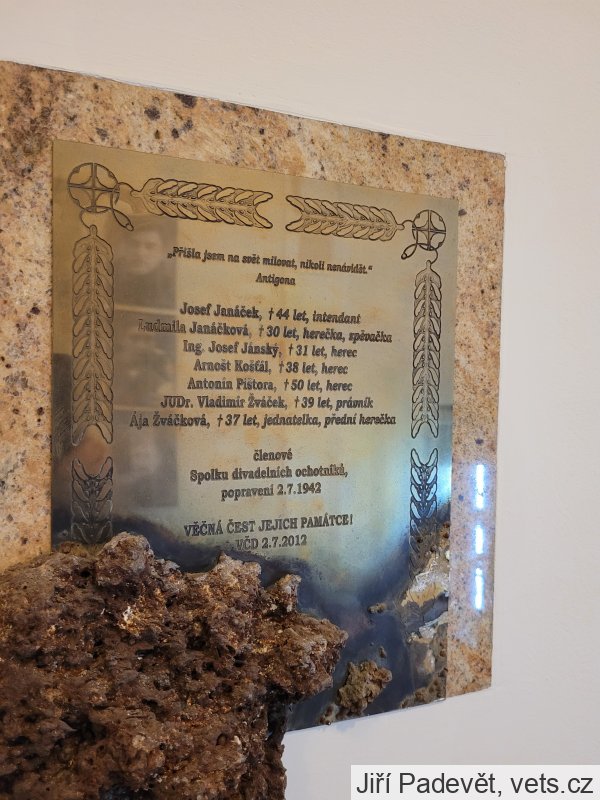 „Přišla jsem na svět milovat, nikoli nenávidět.“
Antigona
Josef Janáček, † 44 let, intendant
Ludmila Janáčková, † 30 let, herečka, zpěvačka
Ing. Josef Jánský, † 31 let, herec
Arnošt Košťál, † 38 let, herec
Antonín Pištora, † 50 let, herec
JUDr. Vladimír Žváček, † 39 let, právník
Ája Žváčková, † 37 let, jednatelka, přední herečka
členové
Spolku divadelních ochotníků,
popravení 2.7.1942
VĚČNÁ ČEST JEJICH PAMÁTCE!
VČD 2.7.2012
Jiří Padevět, vets.cz